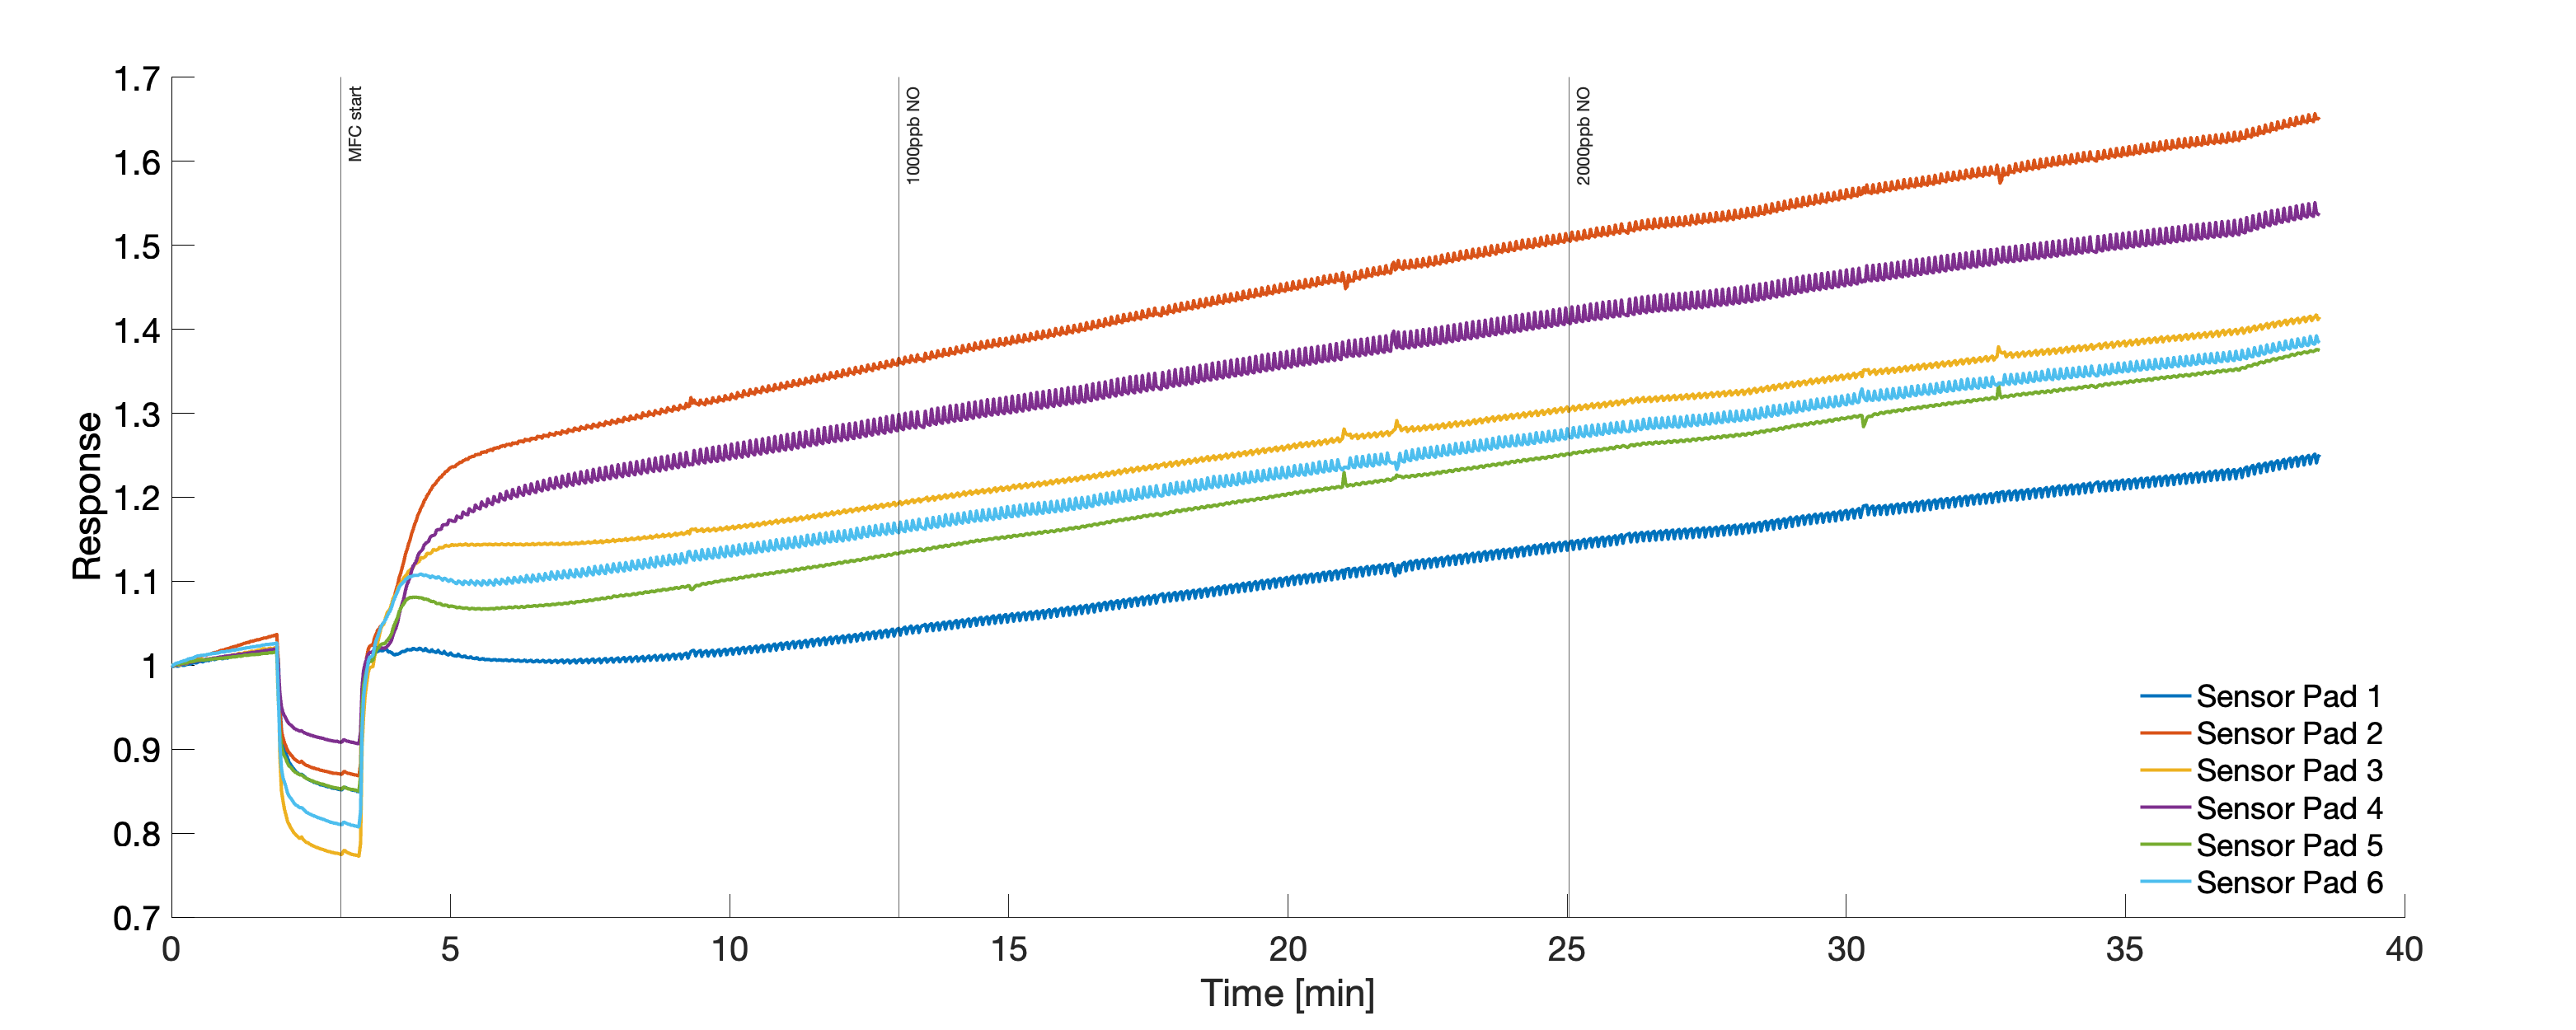 1.7
1.6
1.5
1.4
1.3
1.2
1.1
1
0.9
0.8
0.7
Response
MFC start
1000ppb NO
2000ppb NO
Sensor Pad 1
Sensor Pad 2
Sensor Pad 3
Sensor Pad 4
Sensor Pad 5
Sensor Pad 6
0 5 10 15 20 25 30 35 40
Time [min]